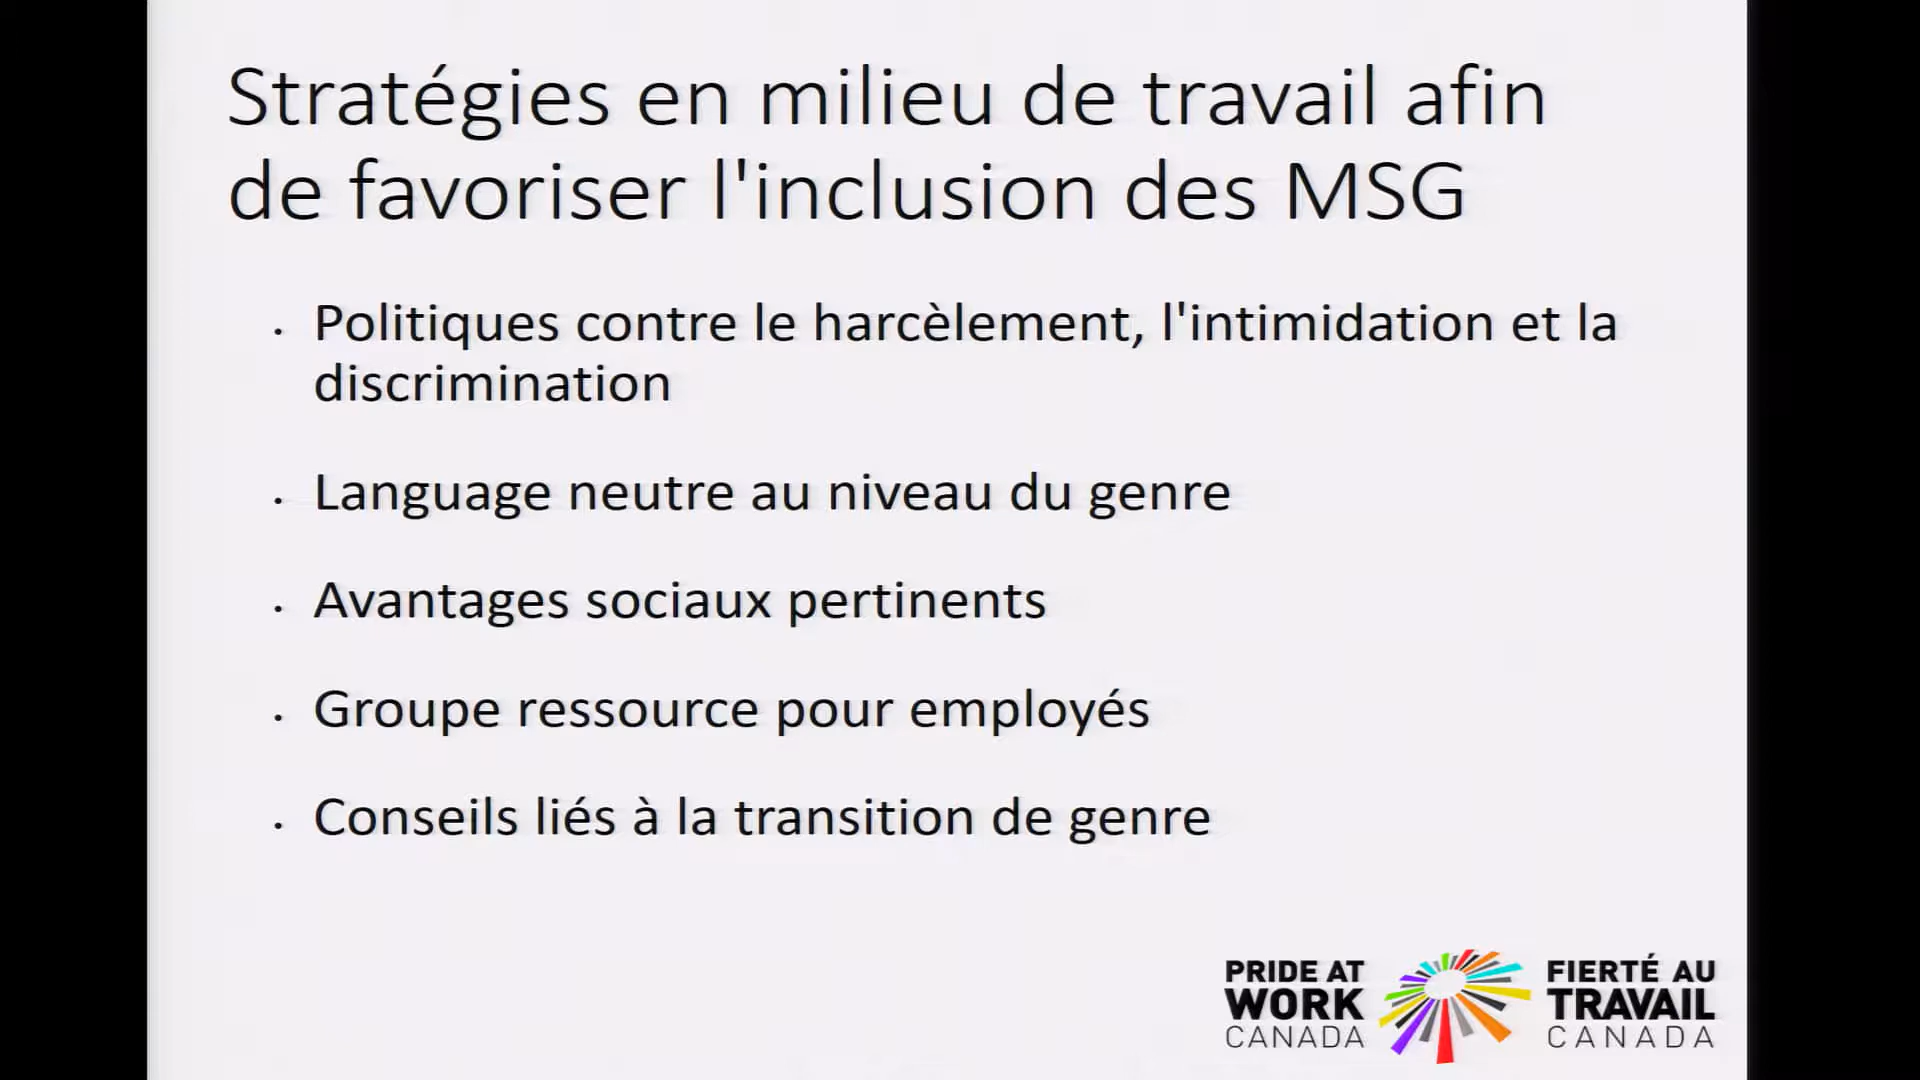 Stratégies en milieu de travail afin
de favoriser l'inclusion des MSG
• Politiques contre le harcèlement, l'intimidation et la
discrimination
• Language neutre au niveau du genre
• Avantages sociaux pertinents
• Groupe ressource pour employés
• Conseils liés à la transition de genre
PRIDE AT
WORK
CANADA
FIERTÉ AU
TRAVAIL
CANADA